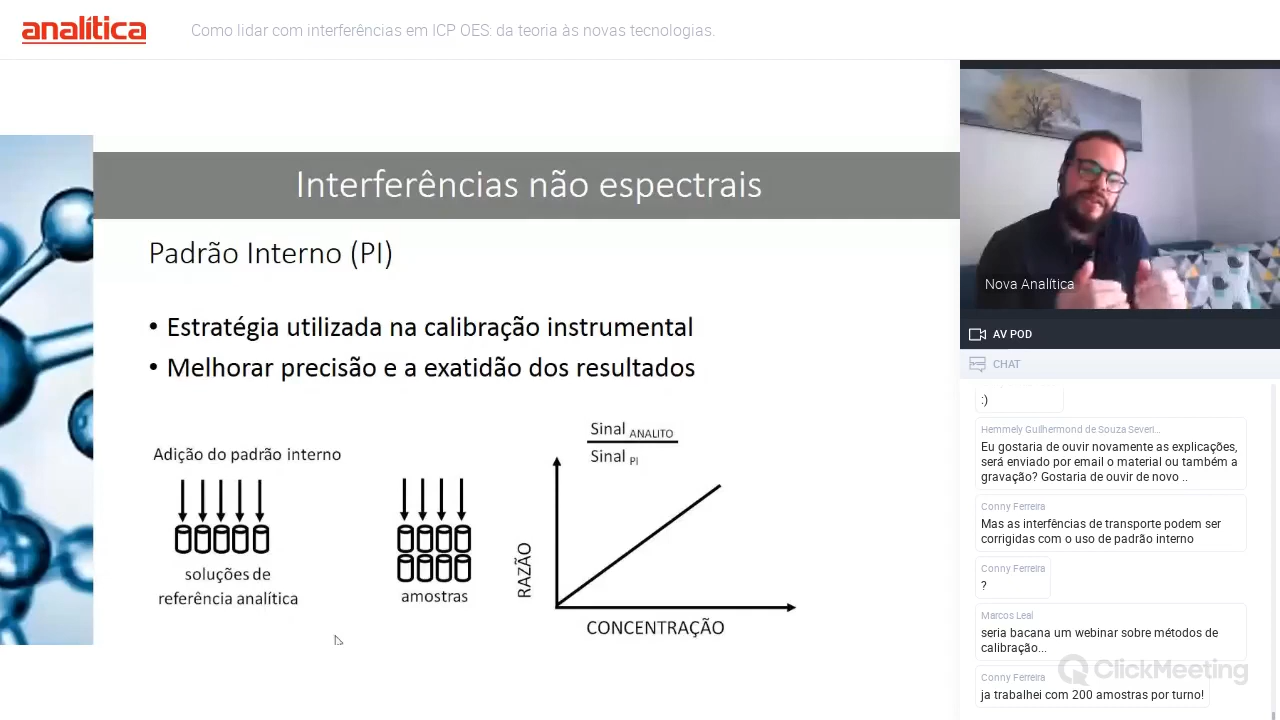 analítica
Como lidar com interferências em ICP OES: da teoria às novas tecnologias.
Interferências não espectrais
Padrão Interno (PI)
• Estratégia utilizada na calibração instrumental
• Melhorar precisão e a exatidão dos resultados
Adição do padrão interno
soluções de
referência analítica
amostras
Sinal ANALITO
Sinal PI
RAZÃO
CONCENTRAÇÃO
Nova Analítica
AV POD
CHAT
:)
Hemmely Guilhermond de Souza Severi...
Eu gostaria de ouvir novamente as explicações,
será enviado por email o material ou também a
gravação? Gostaria de ouvir de novo ..
Conny Ferreira
Mas as interfências de transporte podem ser
corrigidas com o uso de padrão interno
Conny Ferreira
?
Marcos Leal
seria bacana um webinar sobre métodos de
calibração...
Conny Ferreira
ja trabalhei com 200 amostras por turno!
ClickMeeting